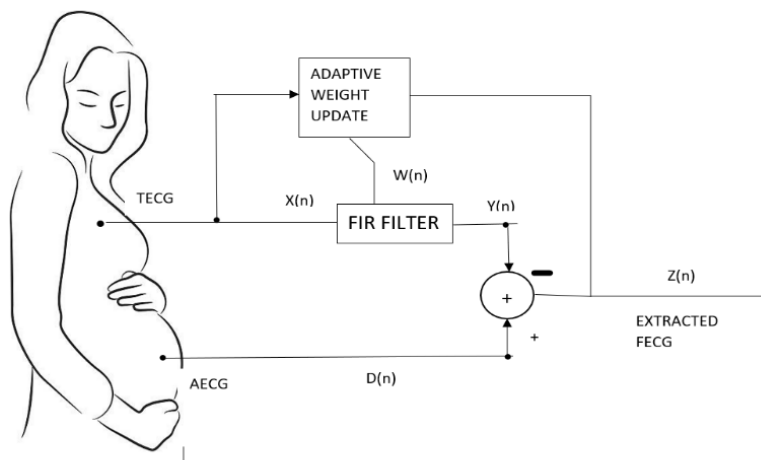 ADAPTIVE
WEIGHT
UPDATE
W(n)
TECG
X(n)
FIR FILTER
Y(n)
Z(n)
+
+
EXTRACTED
FECG
AECG
D(n)